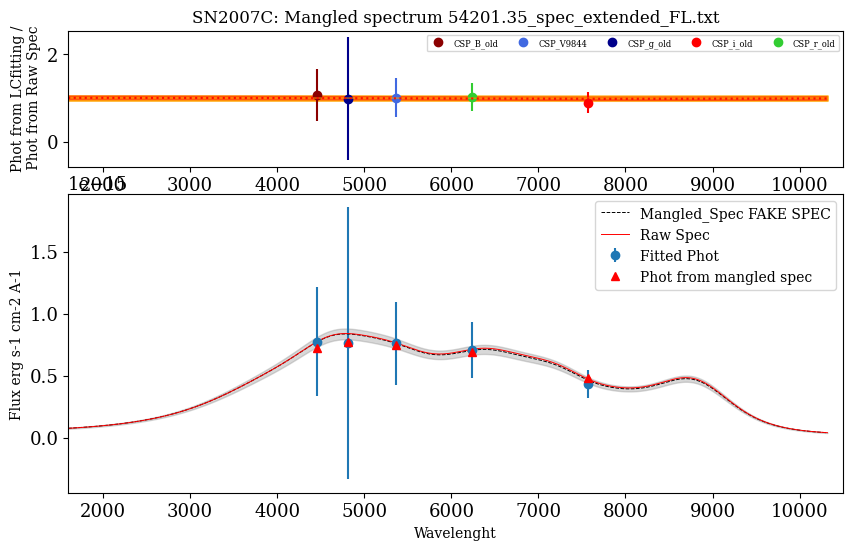 SN2007C: Mangled spectrum 54201.35_spec_extended_FL.txt
Phot from LCfitting /
Phot from Raw Spec
2
0
CSP_B_old CSP_V9844 CSP_g_old CSP_i_old CSP_r_old
2000 3000 4000 5000 6000 7000 8000 9000 10000
1e−15
Flux erg s-1 cm-2 A-1
1.5
1.0
0.5
0.0
Mangled_Spec FAKE SPEC
Raw Spec
Fitted Phot
Phot from mangled spec
2000 3000 4000 5000 6000 7000 8000 9000 10000
Wavelenght